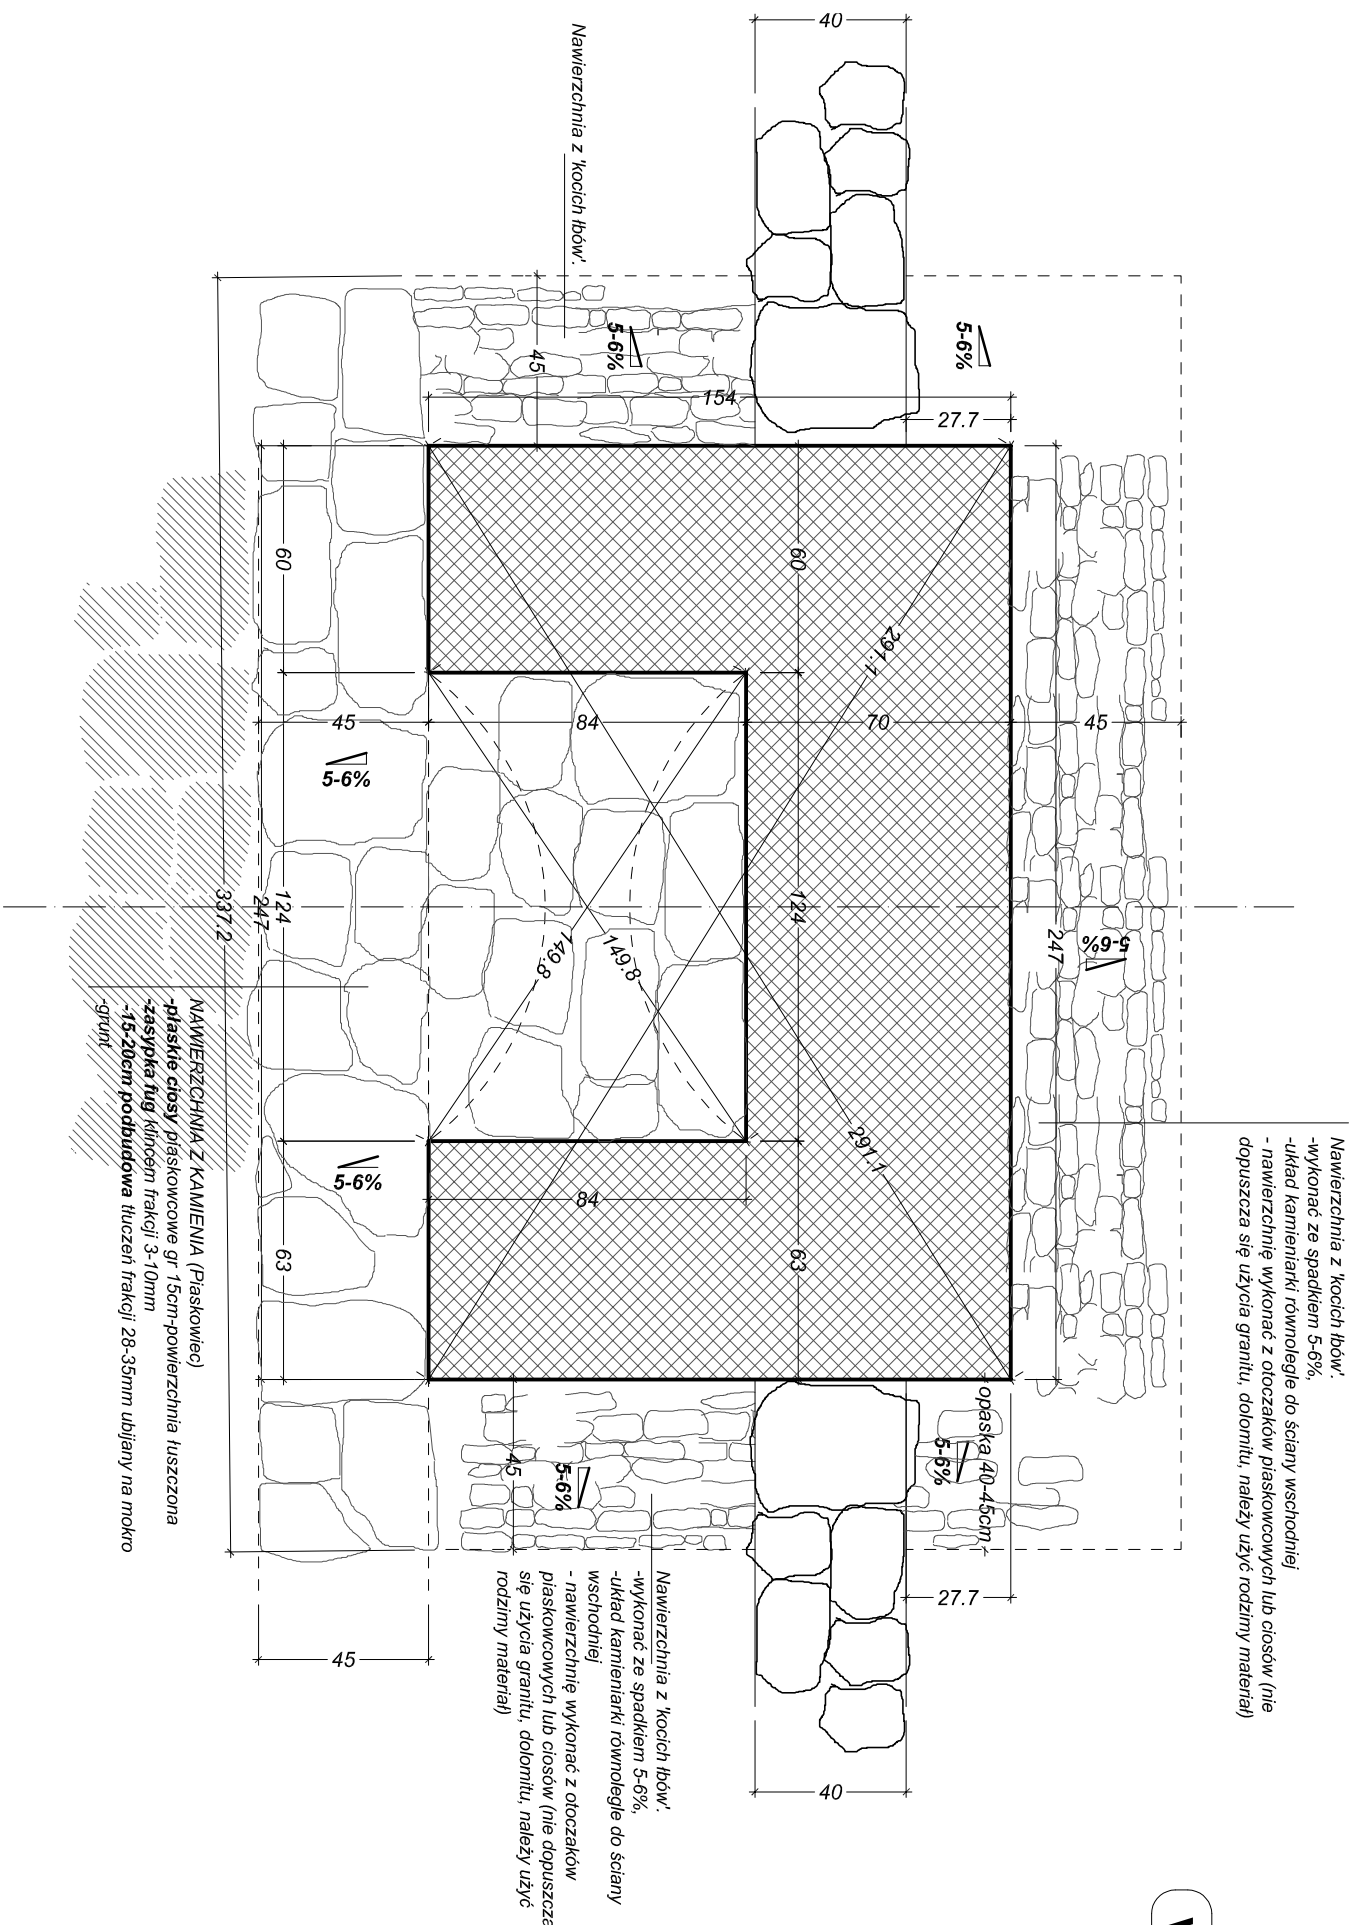 Nawierzchnia z 'kocich łbów'.
-wykonać ze spadkiem 5-6%,
-układ kamieniarki równolegle do ściany wschodniej
- nawierzchnię wykonać z otoczaków piaskowcowych lub ciosów (nie
dopuszcza się użycia granitu, dolomitu, należy użyć rodzimy materiał)
Nawierzchnia z 'kocich łbów'.
Nawierzchnia z 'kocich łbów'.
-wykonać ze spadkiem 5-6%,
-układ kamieniarki równolegle do ściany
wschodniej
- nawierzchnię wykonać z otoczaków
piaskowcowych lub ciosów (nie dopuszcza
się użycia granitu, dolomitu, należy użyć
rodzimy materiał)
NAWIERZCHNIA Z KAMIENIA (Piaskowiec)
-płaskie ciosy piaskowcowe gr 15cm-powierzchnia łuszczona
-zasypka fug klińcem frakcji 3-10mm
-15-20cm podbudowa tłuczeń frakcji 28-35mm ubijany na mokro
-grunt
opaska 40-45cm
40
5-6%
5-6%
45
154
27.7
60
60
291.1
45
84
70
45
5-6%
337.2
247
124
149.8
149.8
124
247
5-6%
291.1
5-6%
84
63
63
45
5-6%
5-6%
27.7
45
40